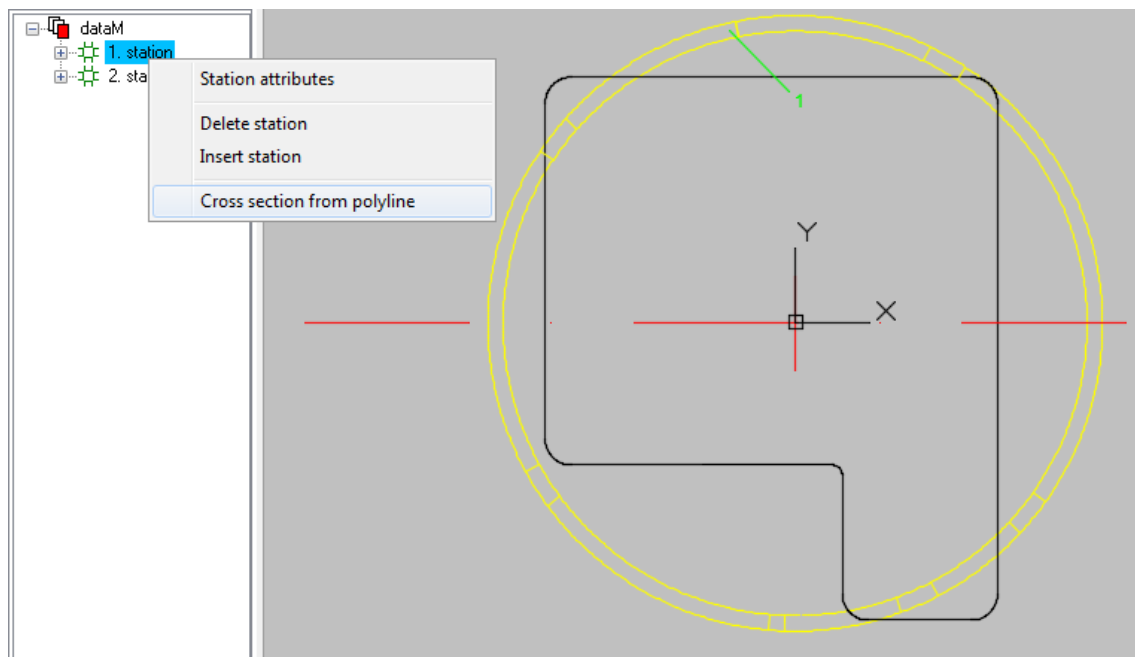 dataM
1. station
2. sta
Station attributes
Delete station
Insert station
Cross section from polyline
1
Y
X